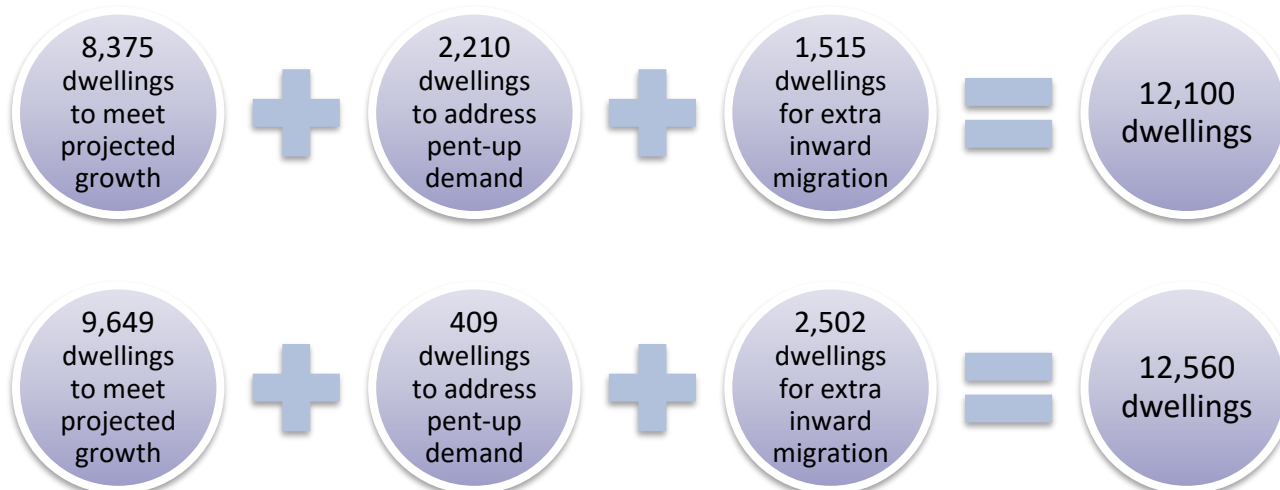 8,375
dwellings
to meet
projected
growth
2,210
dwellings
to address
pent-up
demand
1,515
dwellings
for extra
inward
migration
12,100
dwellings
9,649
dwellings
to meet
projected
growth
409
dwellings
to address
pent-up
demand
2,502
dwellings
for extra
inward
migration
12,560
dwellings